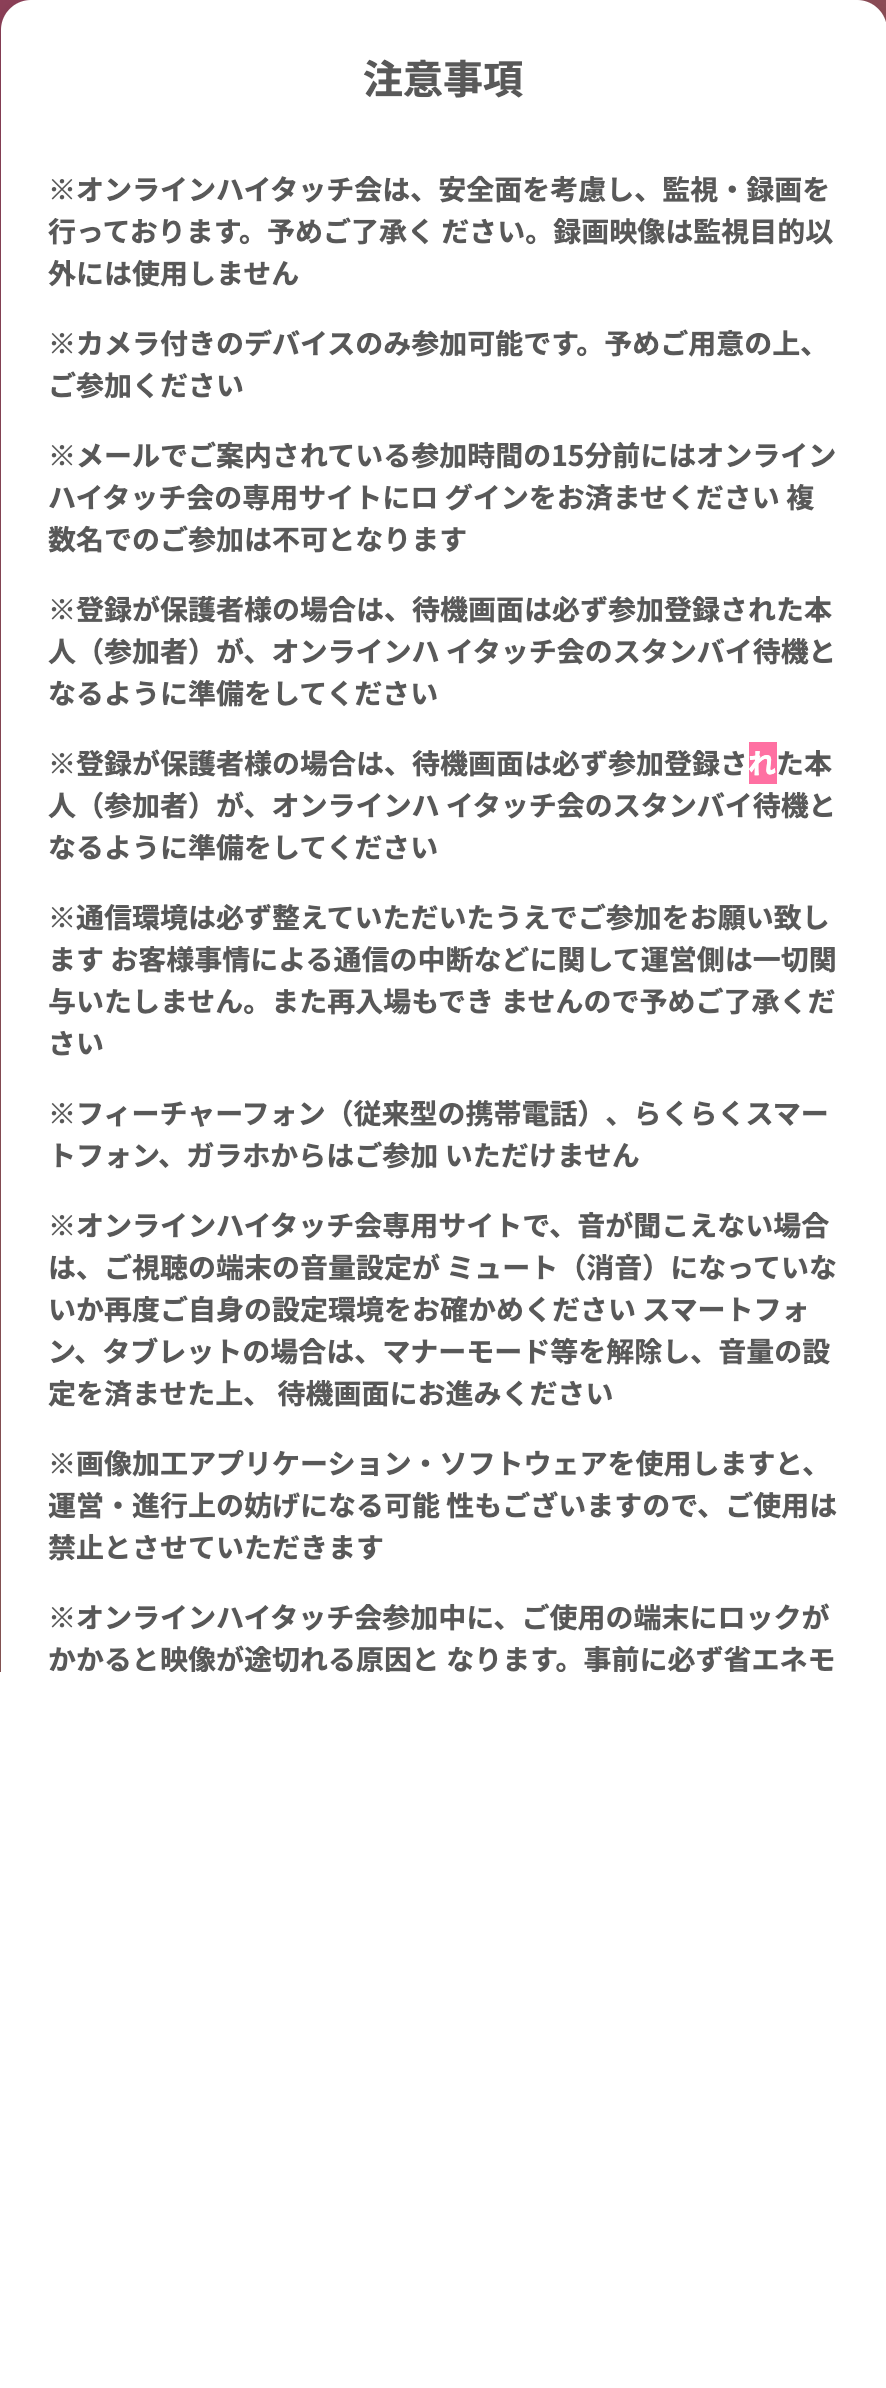 注意事項
※オンラインハイタッチ会は、安全面を考慮し、監視・録画を
行っております。予めご了承く ださい。録画映像は監視目的以
外には使用しません
※カメラ付きのデバイスのみ参加可能です。予めご用意の上、
ご参加ください
※メールでご案内されている参加時間の15分前にはオンライン
ハイタッチ会の専用サイトにロ グインをお済ませください 複
数名でのご参加は不可となります
※登録が保護者様の場合は、待機画面は必ず参加登録された本
人（参加者）が、オンラインハ イタッチ会のスタンバイ待機と
なるように準備をしてください
※登録が保護者様の場合は、待機画面は必ず参加登録された本
人（参加者）が、オンラインハ イタッチ会のスタンバイ待機と
なるように準備をしてください
※通信環境は必ず整えていただいたうえでご参加をお願い致し
ます お客様事情による通信の中断などに関して運営側は一切関
与いたしません。また再入場もでき ませんので予めご了承くだ
さい
※フィーチャーフォン（従来型の携帯電話）、らくらくスマー
トフォン、ガラホからはご参加 いただけません
※オンラインハイタッチ会専用サイトで、音が聞こえない場合
は、ご視聴の端末の音量設定が ミュート（消音）になっていな
いか再度ご自身の設定環境をお確かめください スマートフォ
ン、タブレットの場合は、マナーモード等を解除し、音量の設
定を済ませた上、 待機画面にお進みください
※画像加工アプリケーション・ソフトウェアを使用しますと、
運営・進行上の妨げになる可能 性もございますので、ご使用は
禁止とさせていただきます
※オンラインハイタッチ会参加中に、ご使用の端末にロックが
かかると映像が途切れる原因と なります。事前に必ず省エネモ